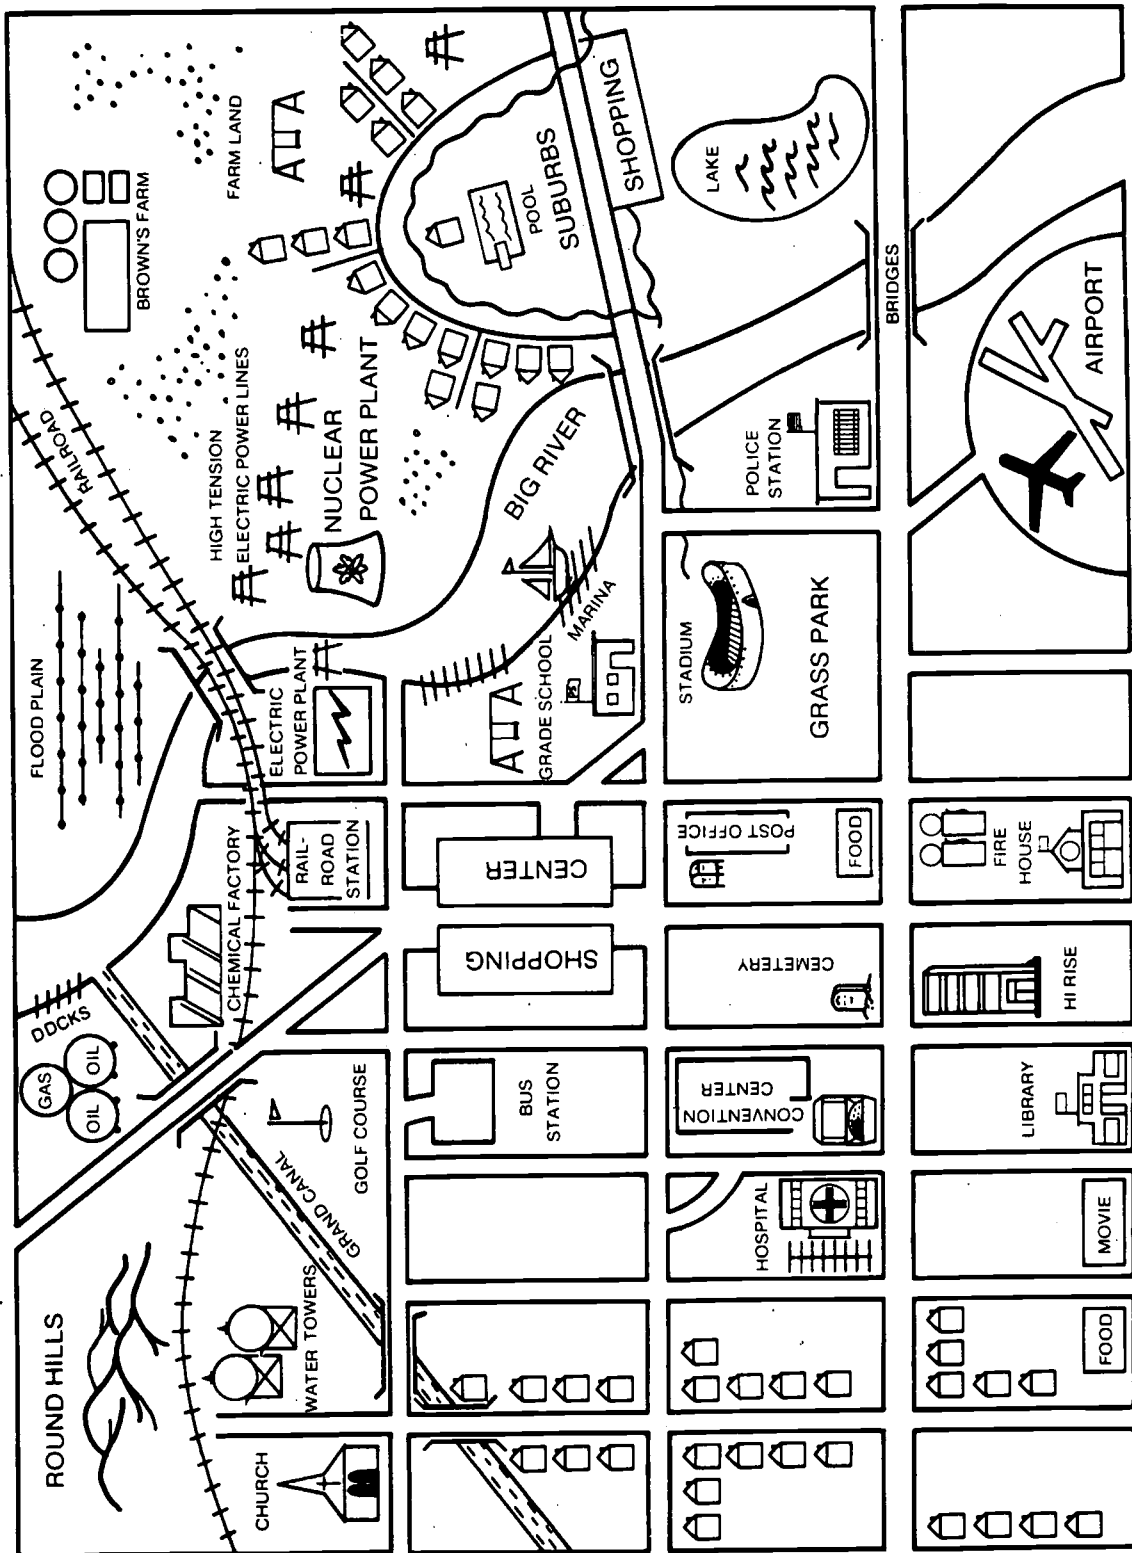 ROUND HILLS
GAS
OIL
OIL
DDCKS
FLOOD PLAIN
RAILROAD
BROWN'S FARM
FARM LAND
CHURCH
WATER TOWERS
GRAND CANAL
GOLF COURSE
CHEMICAL FACTORY
RAIL-
ROAD
STATION
ELECTRIC
POWER PLANT
HIGH TENSION
ELECTRIC POWER LINES
NUCLEAR
POWER PLANT
BUS
STATION
SHOPPING
CENTER
GRADE SCHOOL
PS
MARINA
BIG RIVER
POOL
SUBURBS
SHOPPING
HOSPITAL
CONVENTION
CENTER
CEMETERY
POST OFFICE
FOOD
STADIUM
GRASS PARK
POLICE
STATION
LAKE
BRIDGES
FOOD
MOVIE
LIBRARY
HI RISE
FIRE
HOUSE
AIRPORT